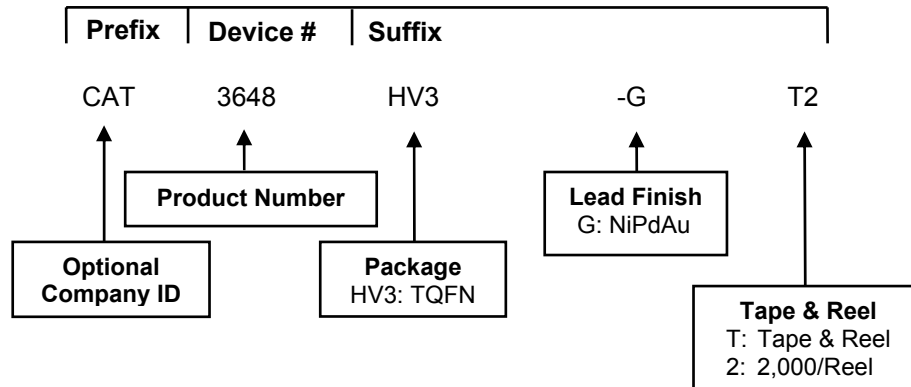 Prefix Device # Suffix
CAT 3648 HV3 -G T2
Product Number
Lead Finish
G: NiPdAu
Optional
Company ID
Package
HV3: TQFN
Tape & Reel
T: Tape & Reel
2: 2,000/Reel